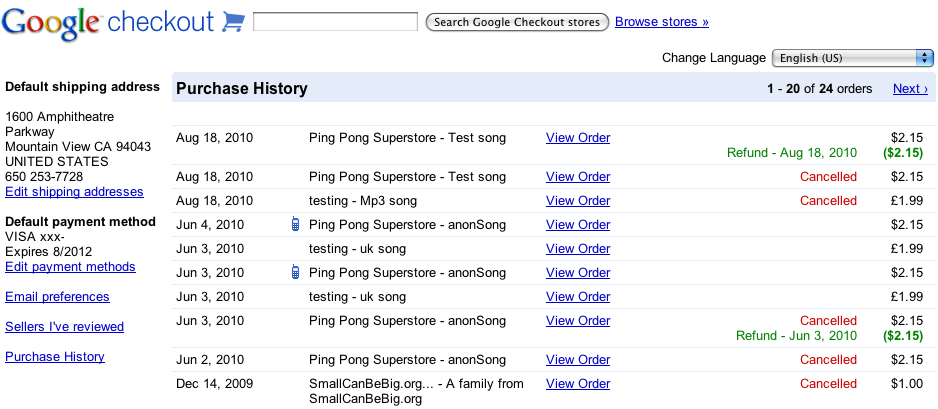 Google™ checkout
Search Google Checkout stores
Browse stores »
Change Language English (US)
Default shipping address
1600 Amphitheatre
Parkway
Mountain View CA 94043
UNITED STATES
650 253-7728
Edit shipping addresses
Default payment method
VISA xxx-
Expires 8/2012
Edit payment methods
Email preferences
Sellers I've reviewed
Purchase History
Purchase History 1 - 20 of 24 orders Next ›
Aug 18, 2010 Ping Pong Superstore - Test song View Order $2.15
Refund - Aug 18, 2010 ($2.15)
Aug 18, 2010 Ping Pong Superstore - Test song View Order Cancelled $2.15
Aug 18, 2010 testing - Mp3 song View Order Cancelled £1.99
Jun 4, 2010 Ping Pong Superstore - anonSong View Order $2.15
Jun 3, 2010 testing - uk song View Order £1.99
Jun 3, 2010 Ping Pong Superstore - anonSong View Order $2.15
Jun 3, 2010 testing - uk song View Order £1.99
Jun 3, 2010 Ping Pong Superstore - anonSong View Order Cancelled $2.15
Refund - Jun 3, 2010 ($2.15)
Jun 2, 2010 Ping Pong Superstore - anonSong View Order Cancelled $2.15
Dec 14, 2009 SmallCanBeBig.org... - A family from View Order Cancelled $1.00
SmallCanBeBig.org